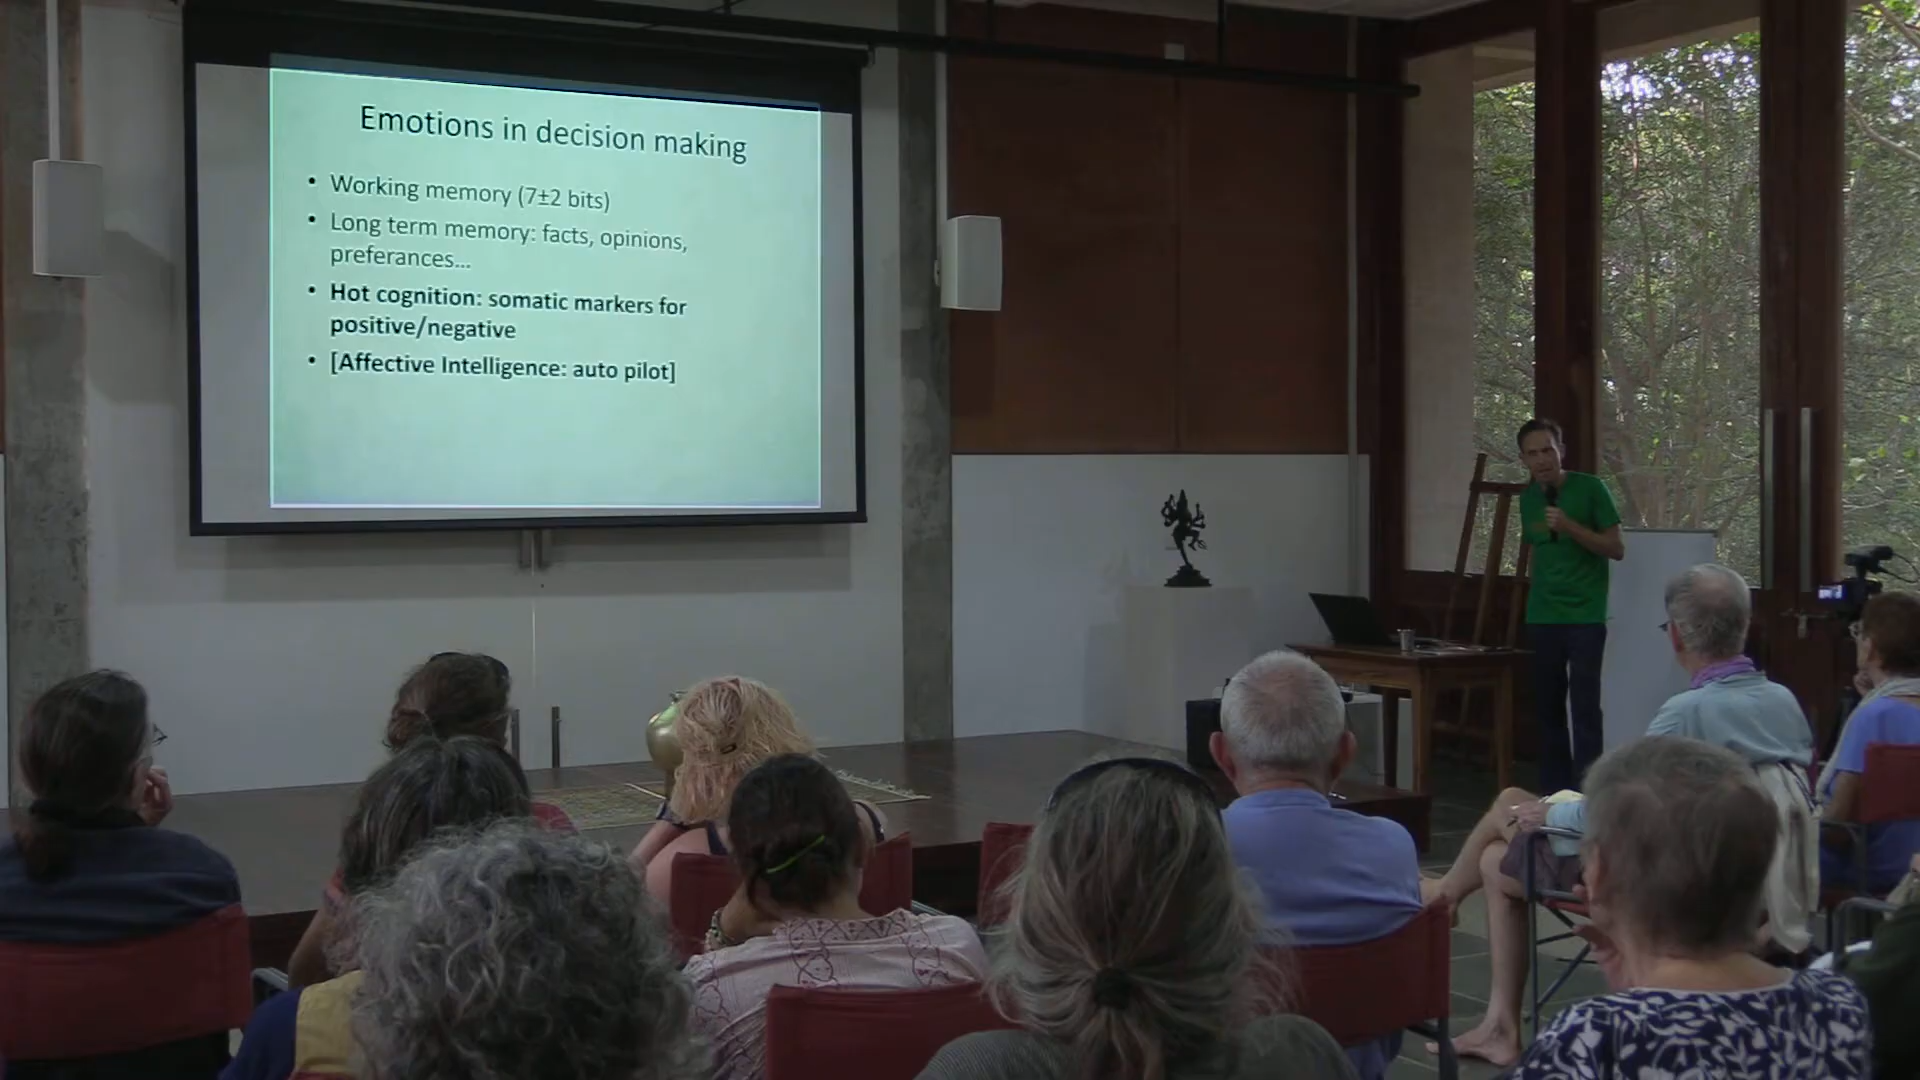 Emotions in decision making
• Working memory (7±2 bits)
• Long term memory: facts, opinions,
preferances...
• Hot cognition: somatic markers for
positive/negative
• [Affective Intelligence: auto pilot]